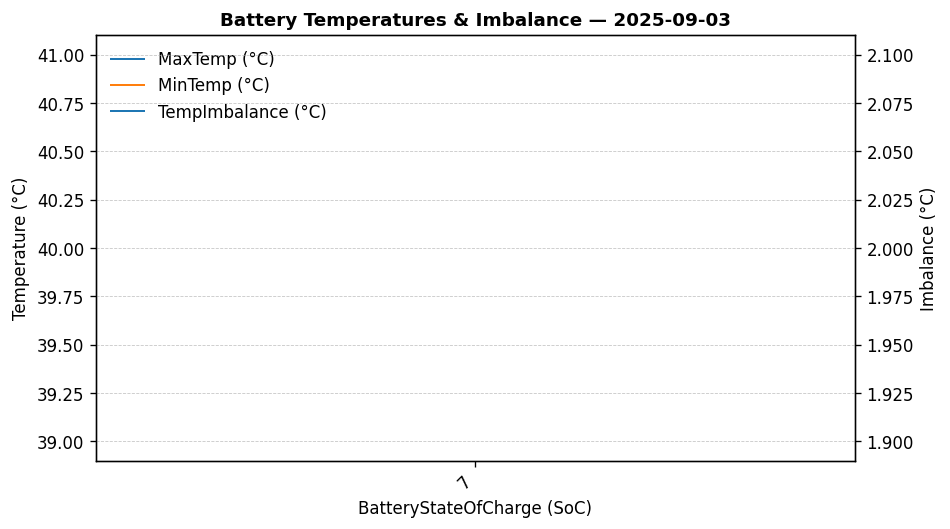 Battery Temperatures & Imbalance — 2025-09-03
MaxTemp (°C)
MinTemp (°C)
TempImbalance (°C)
Temperature (°C)
41.00
40.75
40.50
40.25
40.00
39.75
39.50
39.25
39.00
2.100
2.075
2.050
2.025
2.000
1.975
1.950
1.925
1.900
Imbalance (°C)
7
BatteryStateOfCharge (SoC)